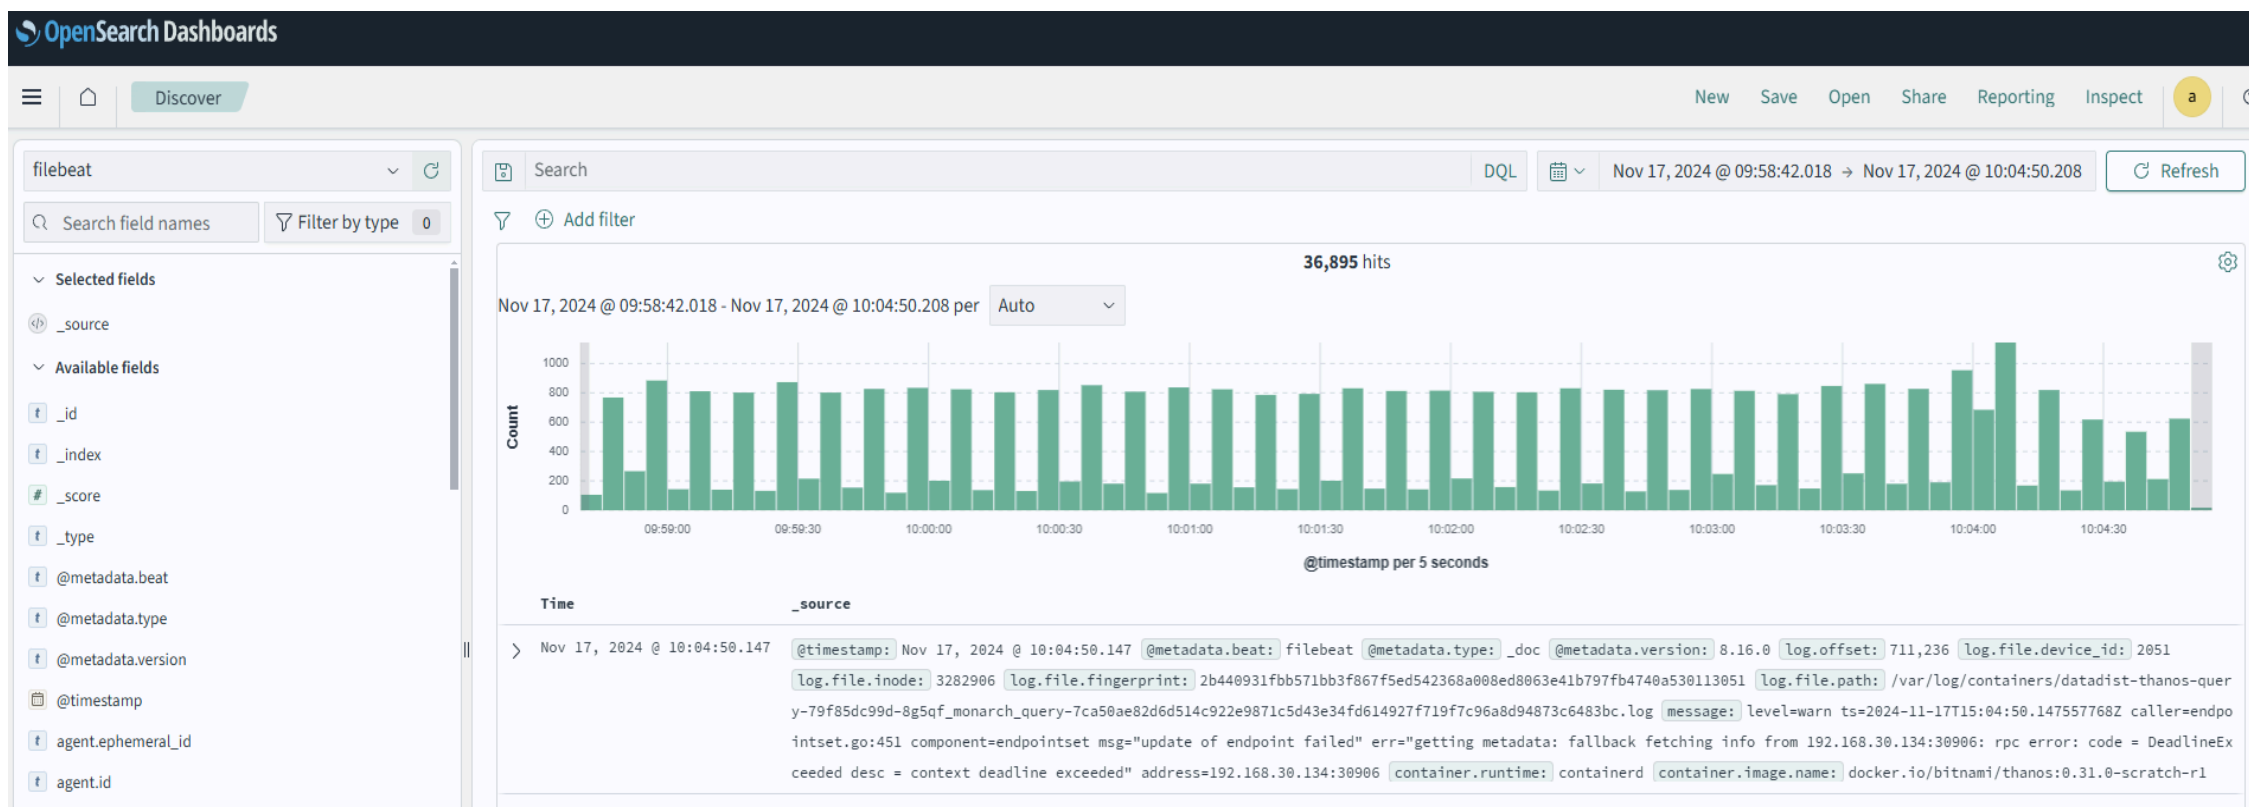 OpenSearch Dashboards
Discover
New Save Open Share Reporting Inspect a
filebeat
Search DQL Nov 17, 2024 @ 09:58:42.018 → Nov 17, 2024 @ 10:04:50.208 Refresh
Search field names Filter by type 0
Add filter
Selected fields
_source
Available fields
t _id
t _index
# _score
t _type
t @metadata.beat
t @metadata.type
t @metadata.version
@timestamp
t agent.ephemeral_id
t agent.id
36,895 hits
Nov 17, 2024 @ 09:58:42.018 - Nov 17, 2024 @ 10:04:50.208 per Auto
Count
1000
800
600
400
200
0
09:59:00 09:59:30 10:00:00 10:00:30 10:01:00 10:01:30 10:02:00 10:02:30 10:03:00 10:03:30 10:04:00 10:04:30
@timestamp per 5 seconds
Time _source
Nov 17, 2024 @ 10:04:50.147 @timestamp: Nov 17, 2024 @ 10:04:50.147 @metadata.beat: filebeat @metadata.type: _doc @metadata.version: 8.16.0 log.offset: 711,236 log.file.device_id: 2051
log.file.inode: 3282906 log.file.fingerprint: 2b440931fbb571bb3f867f5ed542368a008ed8063e41b797fb4740a530113051 log.file.path: /var/log/containers/datadist-thanos-quer
y-79f85dc99d-8g5qf_monarch_query-7ca50ae82d6d514c922e9871c5d43e34fd614927f719f7c96a8d94873c6483bc.log message: level=warn ts=2024-11-17T15:04:50.147557768Z caller=endpo
intset.go:451 component=endpointset msg="update of endpoint failed" err="getting metadata: fallback fetching info from 192.168.30.134:30906: rpc error: code = DeadlineEx
ceeded desc = context deadline exceeded" address=192.168.30.134:30906 container.runtime: containerd container.image.name: docker.io/bitnami/thanos:0.31.0-scratch-r1